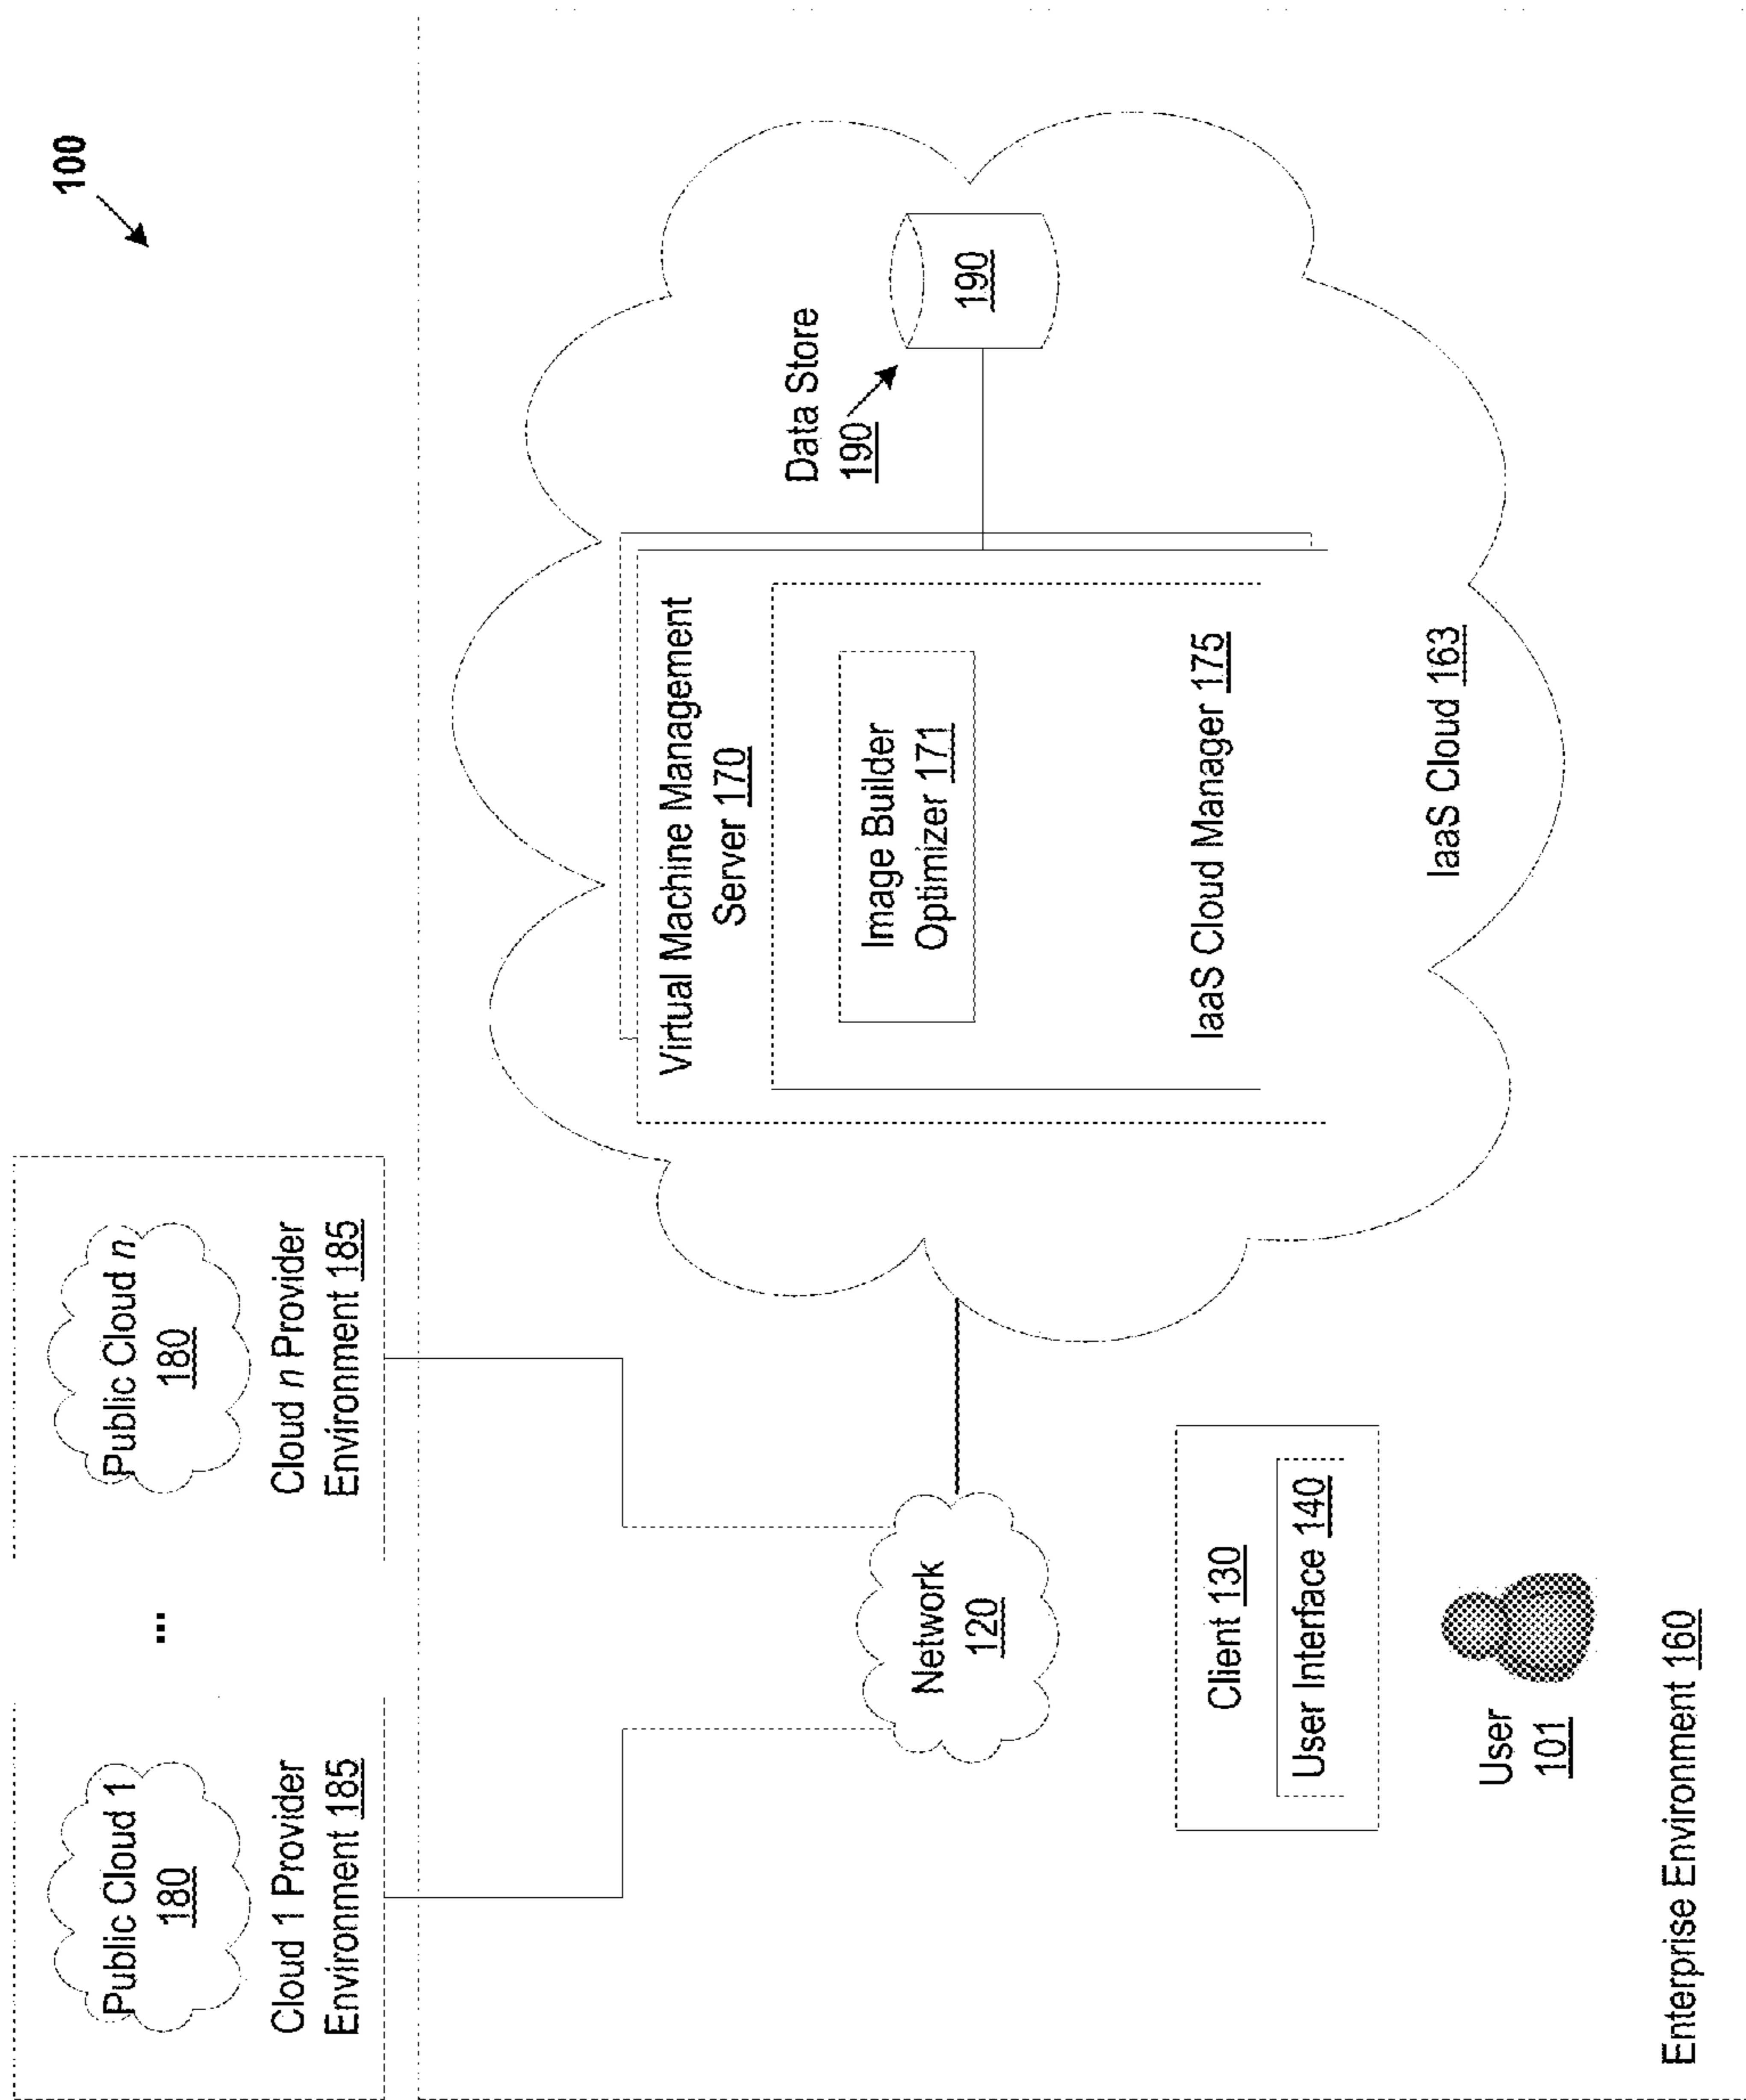 100
Public Cloud 1
180
Cloud 1 Provider
Environment 185
...
Public Cloud n
180
Cloud n Provider
Environment 185
Network
120
Client 130
User Interface 140
User
101
Enterprise Environment 160
Virtual Machine Management
Server 170
Image Builder
Optimizer 171
IaaS Cloud Manager 175
IaaS Cloud 163
Data Store
190
190